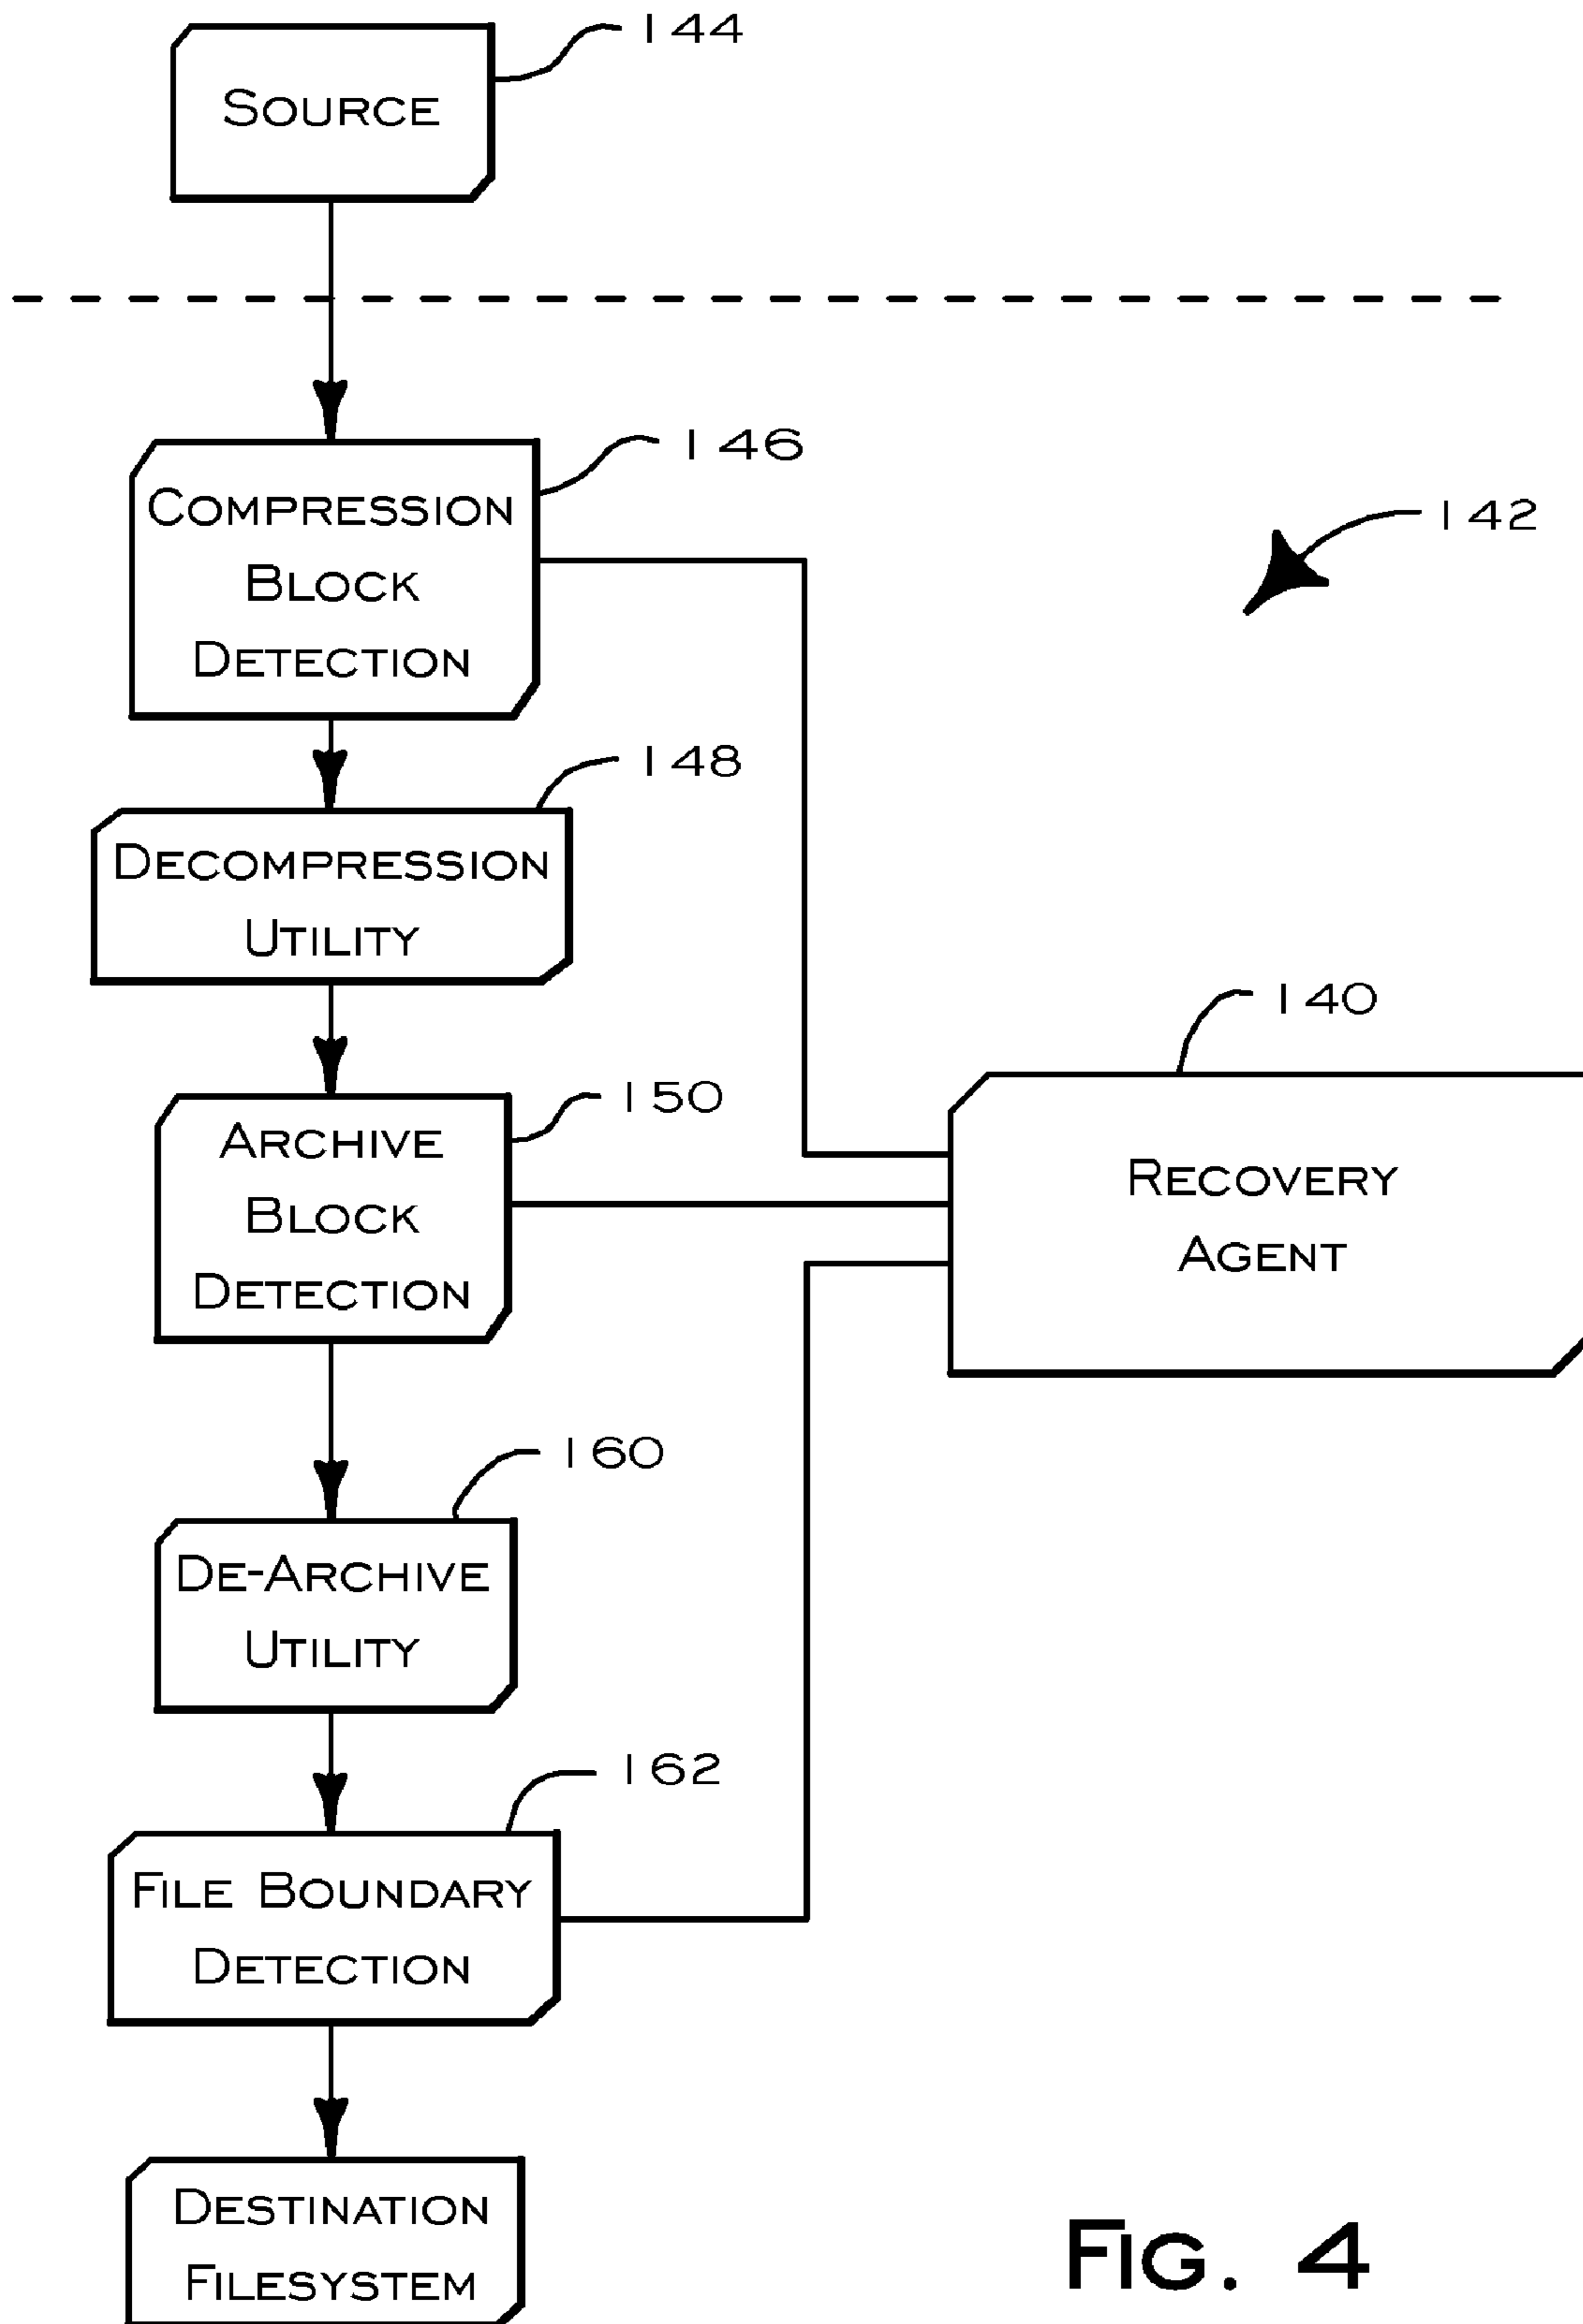 144
SOURCE
146
COMPRESSION
BLOCK
DETECTION
142
148
DECOMPRESSION
UTILITY
140
150
ARCHIVE
BLOCK
DETECTION
RECOVERY
AGENT
160
DE-ARCHIVE
UTILITY
162
FILE BOUNDARY
DETECTION
DESTINATION
FILESYSTEM
FIG. 4